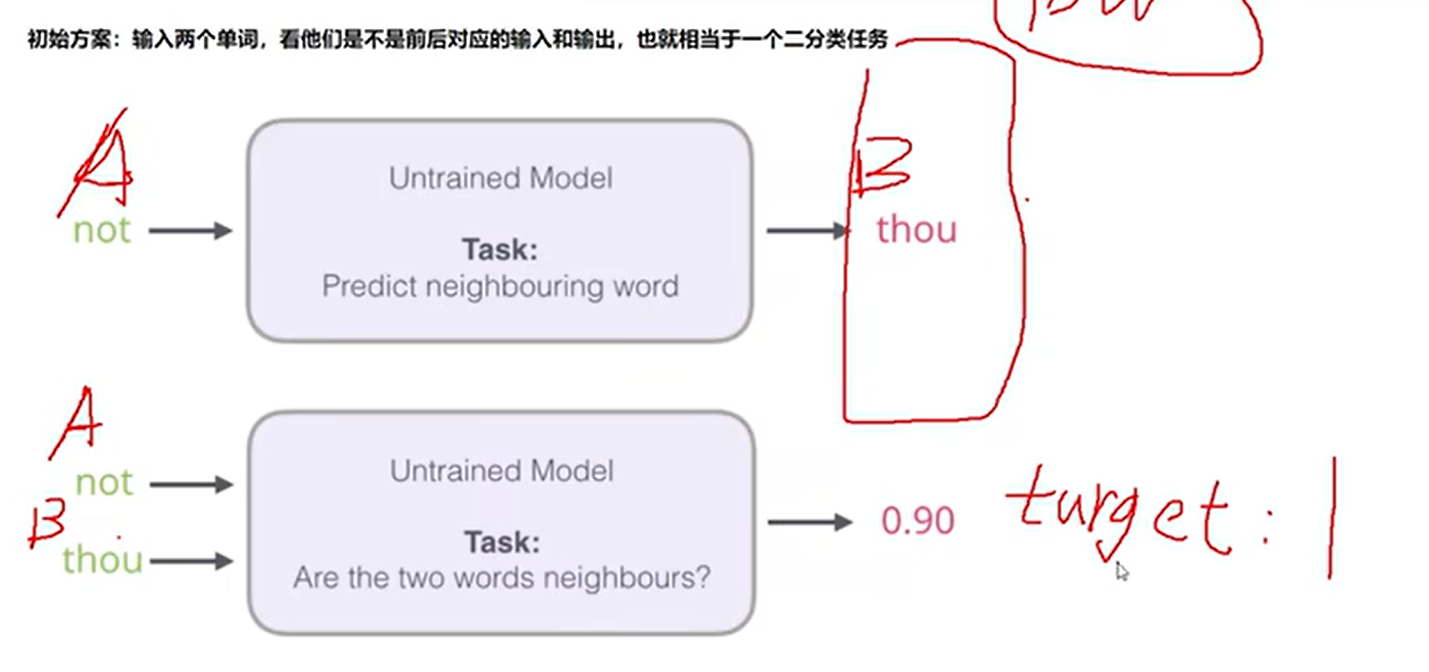 初始方案：输入两个单词，看他们是不是前后对应的输入和输出，也就相当于一个二分类任务
A
B
Untrained Model
not
thou
Task:
Predict neighbouring word
A
Untrained Model
not
B
0.90
target: 1
Task:
thou
Are the two words neighbours?